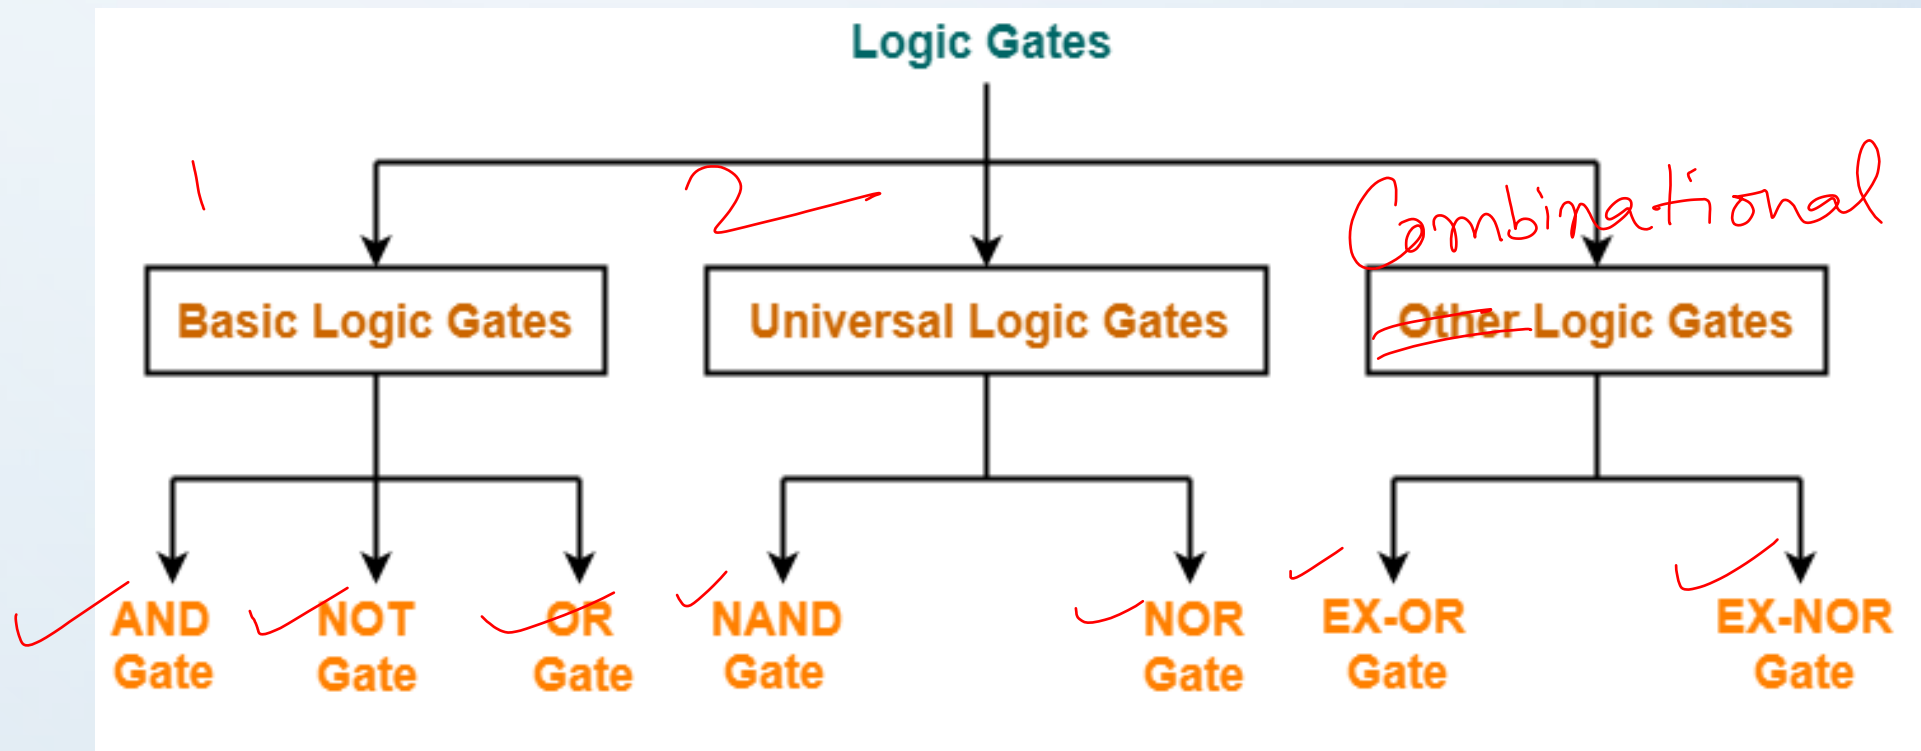 Logic Gates
1
2
Combinational
Basic Logic Gates
Universal Logic Gates
Other Logic Gates
AND
Gate
NOT
Gate
OR
Gate
NAND
Gate
NOR
Gate
EX-OR
Gate
EX-NOR
Gate